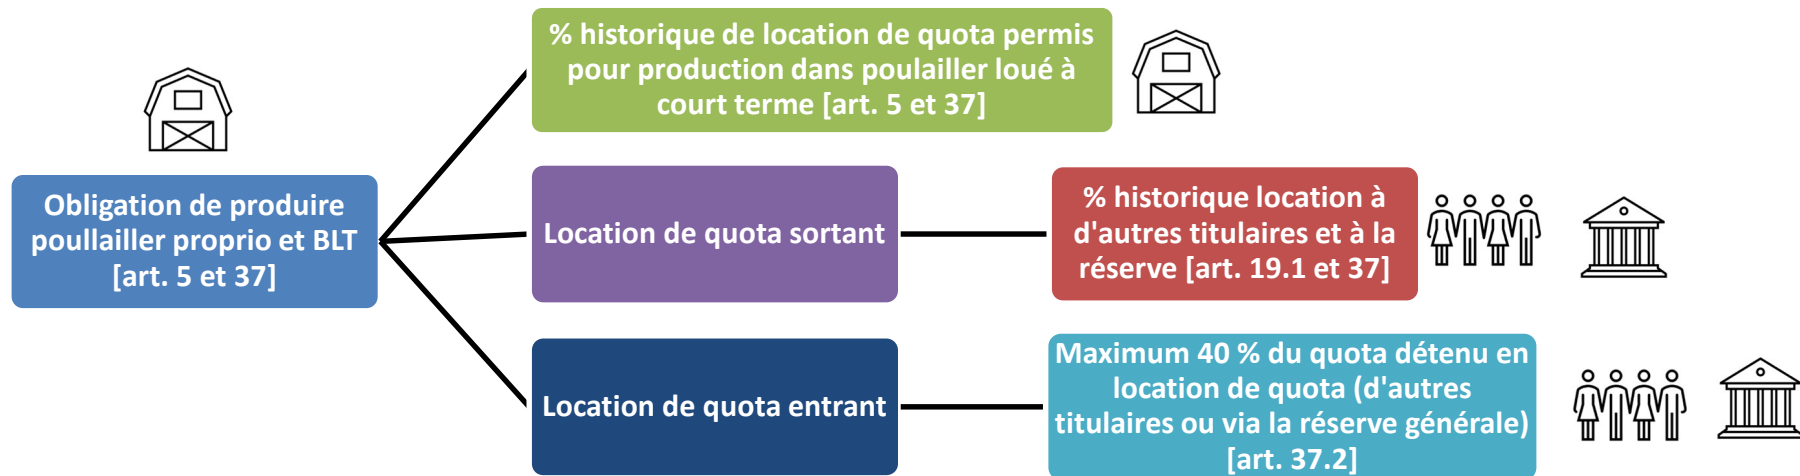 % historique de location de quota permis
pour production dans poulailler loué à
court terme [art. 5 et 37]
Obligation de produire
poullailler proprio et BLT
[art. 5 et 37]
Location de quota sortant
% historique location à
d'autres titulaires et à la
réserve [art. 19.1 et 37]
Location de quota entrant
Maximum 40 % du quota détenu en
location de quota (d'autres
titulaires ou via la réserve générale)
[art. 37.2]